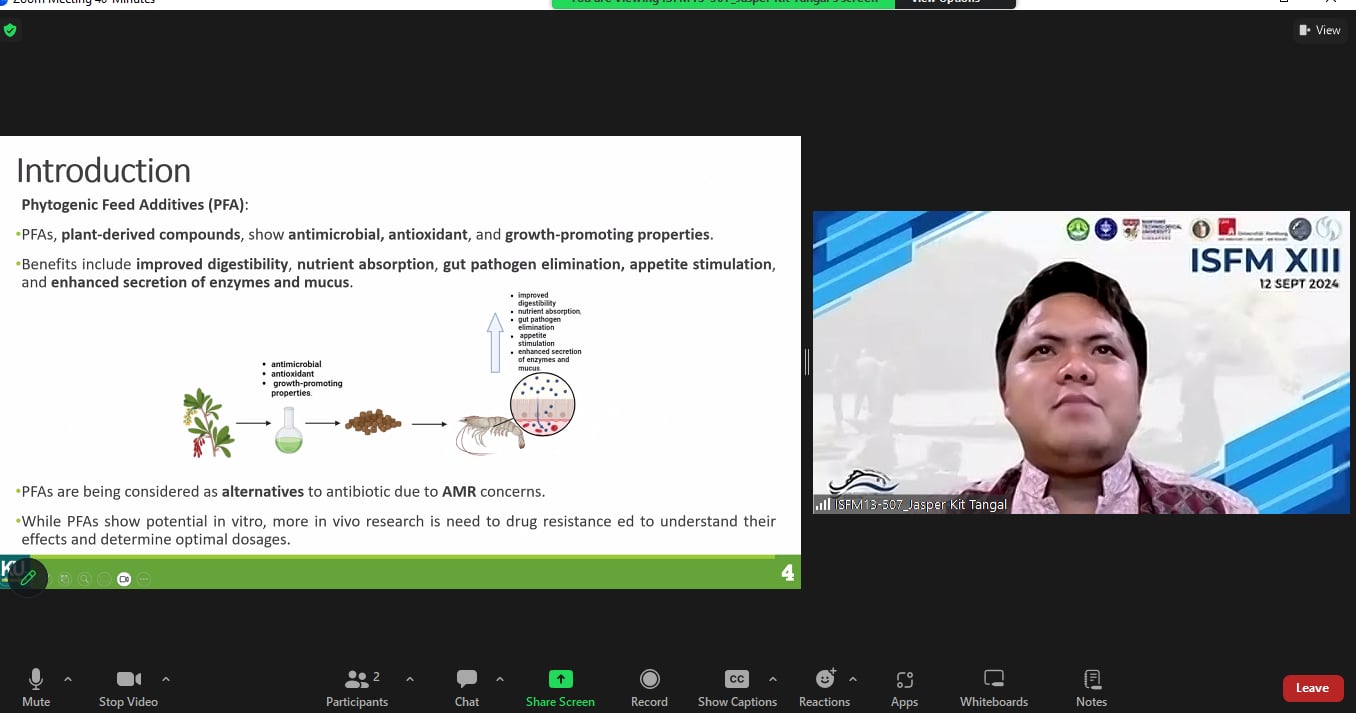 Zoom Meeting 40-Minutes
You are viewing ISFM13-507_Jasper Kit Tangal's screen
View Options
View
Introduction
Phytogenic Feed Additives (PFA):
•PFAs, plant-derived compounds, show antimicrobial, antioxidant, and growth-promoting properties.
•Benefits include improved digestibility, nutrient absorption, gut pathogen elimination, appetite stimulation,
and enhanced secretion of enzymes and mucus.
• improved
digestibility
• nutrient absorption,
• gut pathogen
elimination
• appetite
stimulation
• enhanced secretion
of enzymes and
mucus.
• antimicrobial
• antioxidant
• growth-promoting
properties.
•PFAs are being considered as alternatives to antibiotic due to AMR concerns.
•While PFAs show potential in vitro, more in vivo research is need to drug resistance ed to understand their
effects and determine optimal dosages.
KU
4
NANYANG
TECHNOLOGICAL
UNIVERSITY
SINGAPORE
Universität Hamburg
ISFM XIII
12 SEPT 2024
ISFM13-507_Jasper Kit Tangal
2
CC
Mute
Stop Video
Participants
Chat
Share Screen
Record
Show Captions
Reactions
Apps
Whiteboards
Notes
Leave